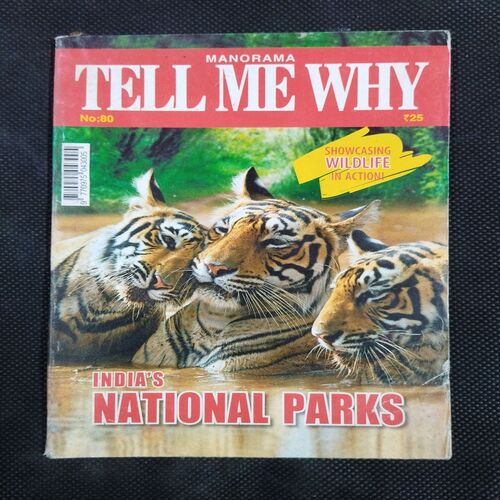 MANORAMA
TELL ME WHY
No:80
₹25
SHOWCASING
WILDLIFE
IN ACTION!
INDIA'S
NATIONAL PARKS